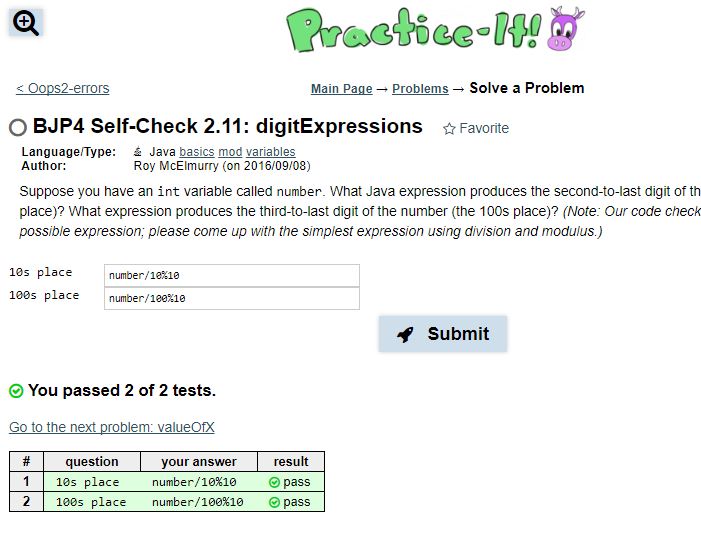 Practice-It!
< Oops2-errors
Main Page → Problems → Solve a Problem
BJP4 Self-Check 2.11: digitExpressions ☆ Favorite
Language/Type: Java basics mod variables
Author: Roy McElmurry (on 2016/09/08)
Suppose you have an int variable called number. What Java expression produces the second-to-last digit of th
place)? What expression produces the third-to-last digit of the number (the 100s place)? (Note: Our code check
possible expression; please come up with the simplest expression using division and modulus.)
10s place number/10%10
100s place number/100%10
Submit
You passed 2 of 2 tests.
Go to the next problem: valueOfX
# question your answer result
1 10s place number/10%10 pass
2 100s place number/100%10 pass